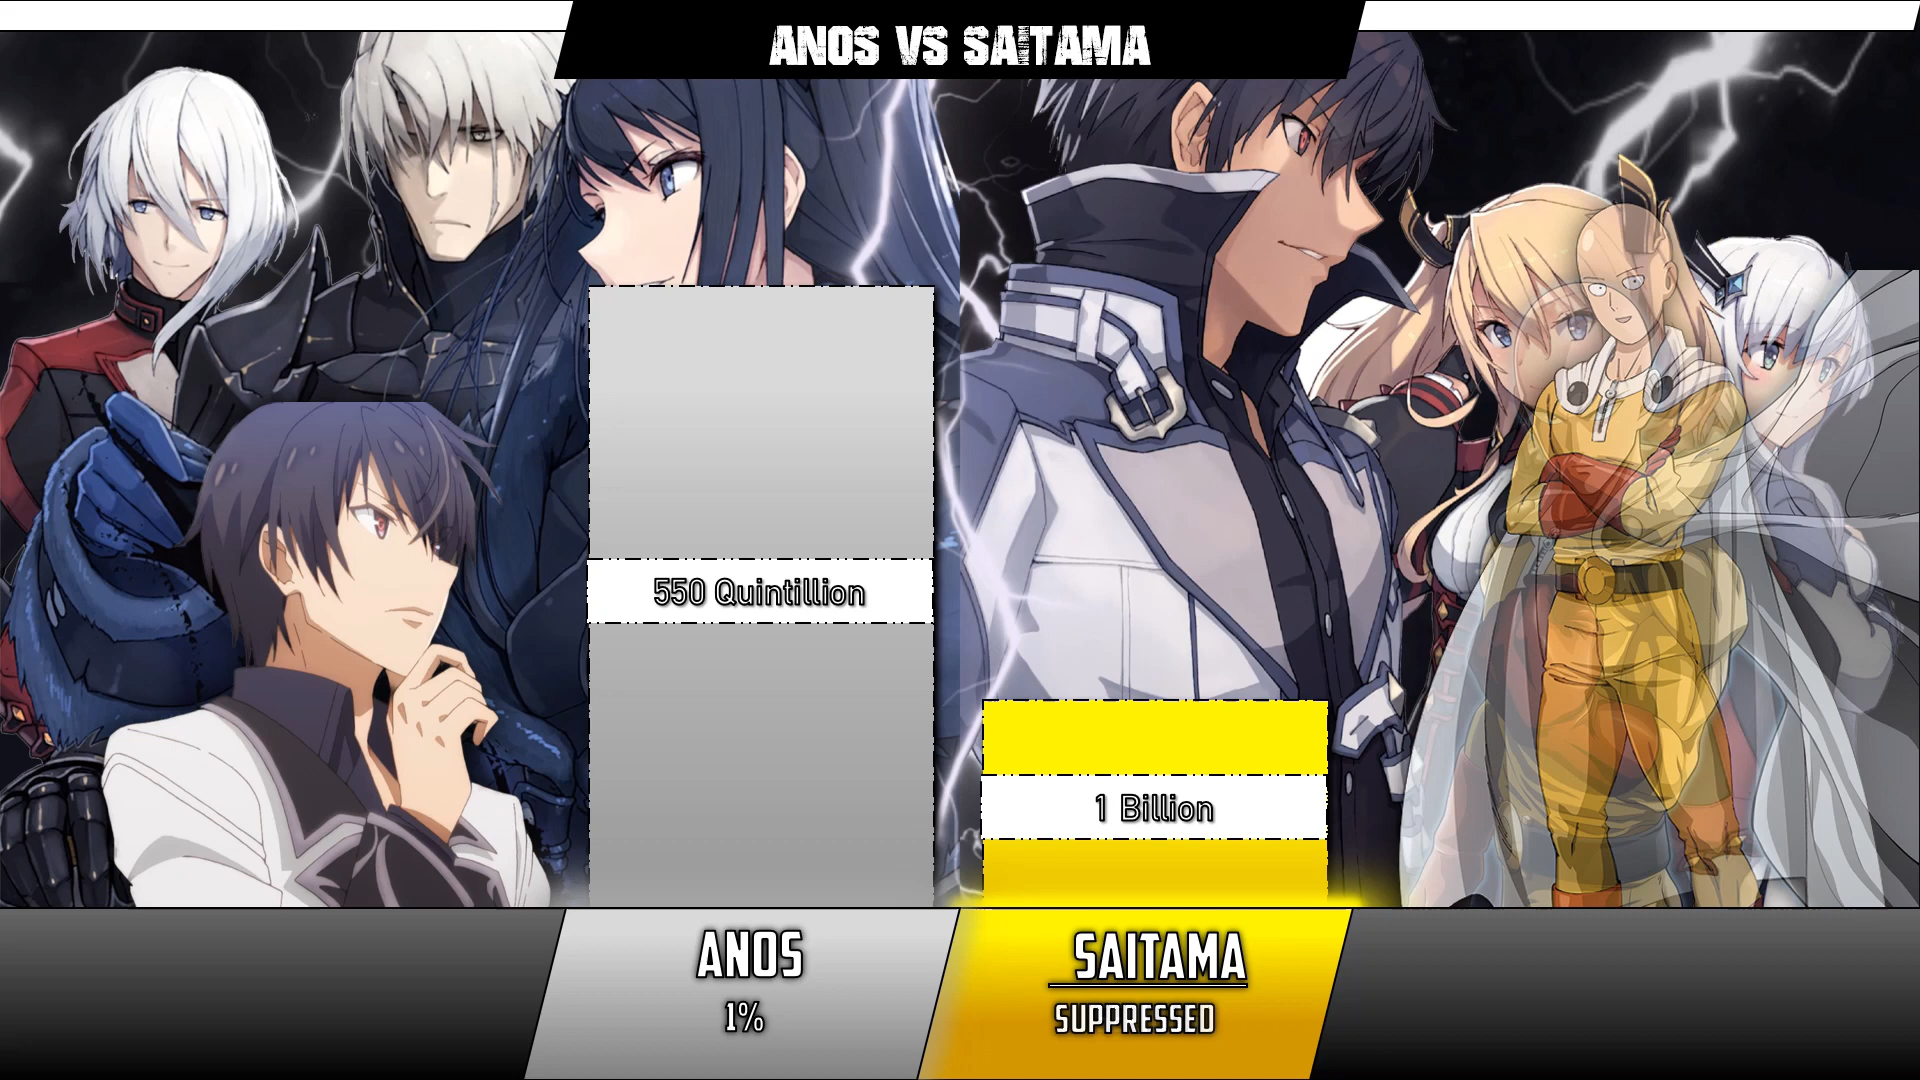 ANOS VS SAITAMA
550 Quintillion
1 Billion
ANOS
1%
SAITAMA
SUPPRESSED